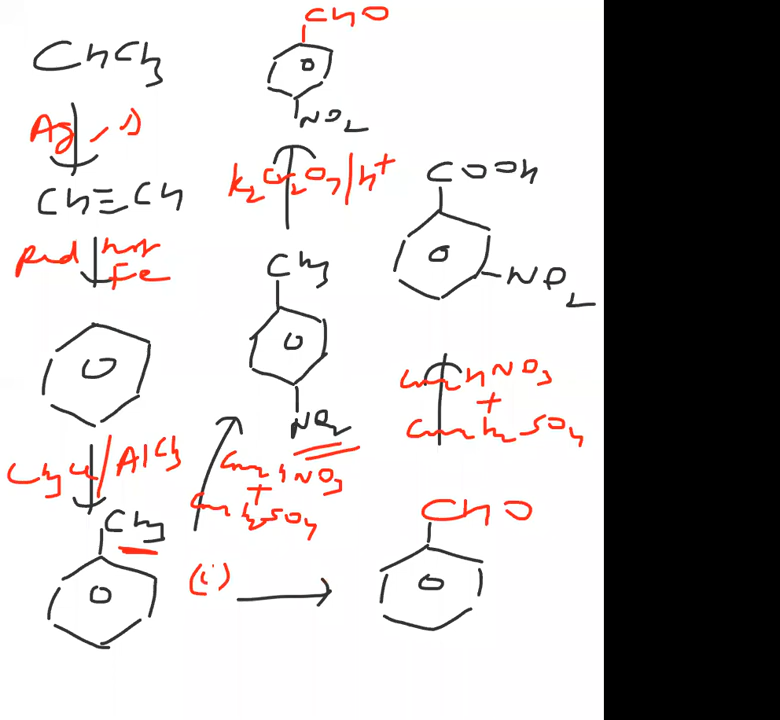 CHCl3
Ag, Δ
CH≡CH
Red hot
Fe
CH3Cl/AlCl3
CH3
(i)
CHO
NO2
K2Cr2O7/H+
CH3
NO2
Conc HNO3
+
Conc H2SO4
COOH
NO2
Conc HNO3
+
Conc H2SO4
CHO